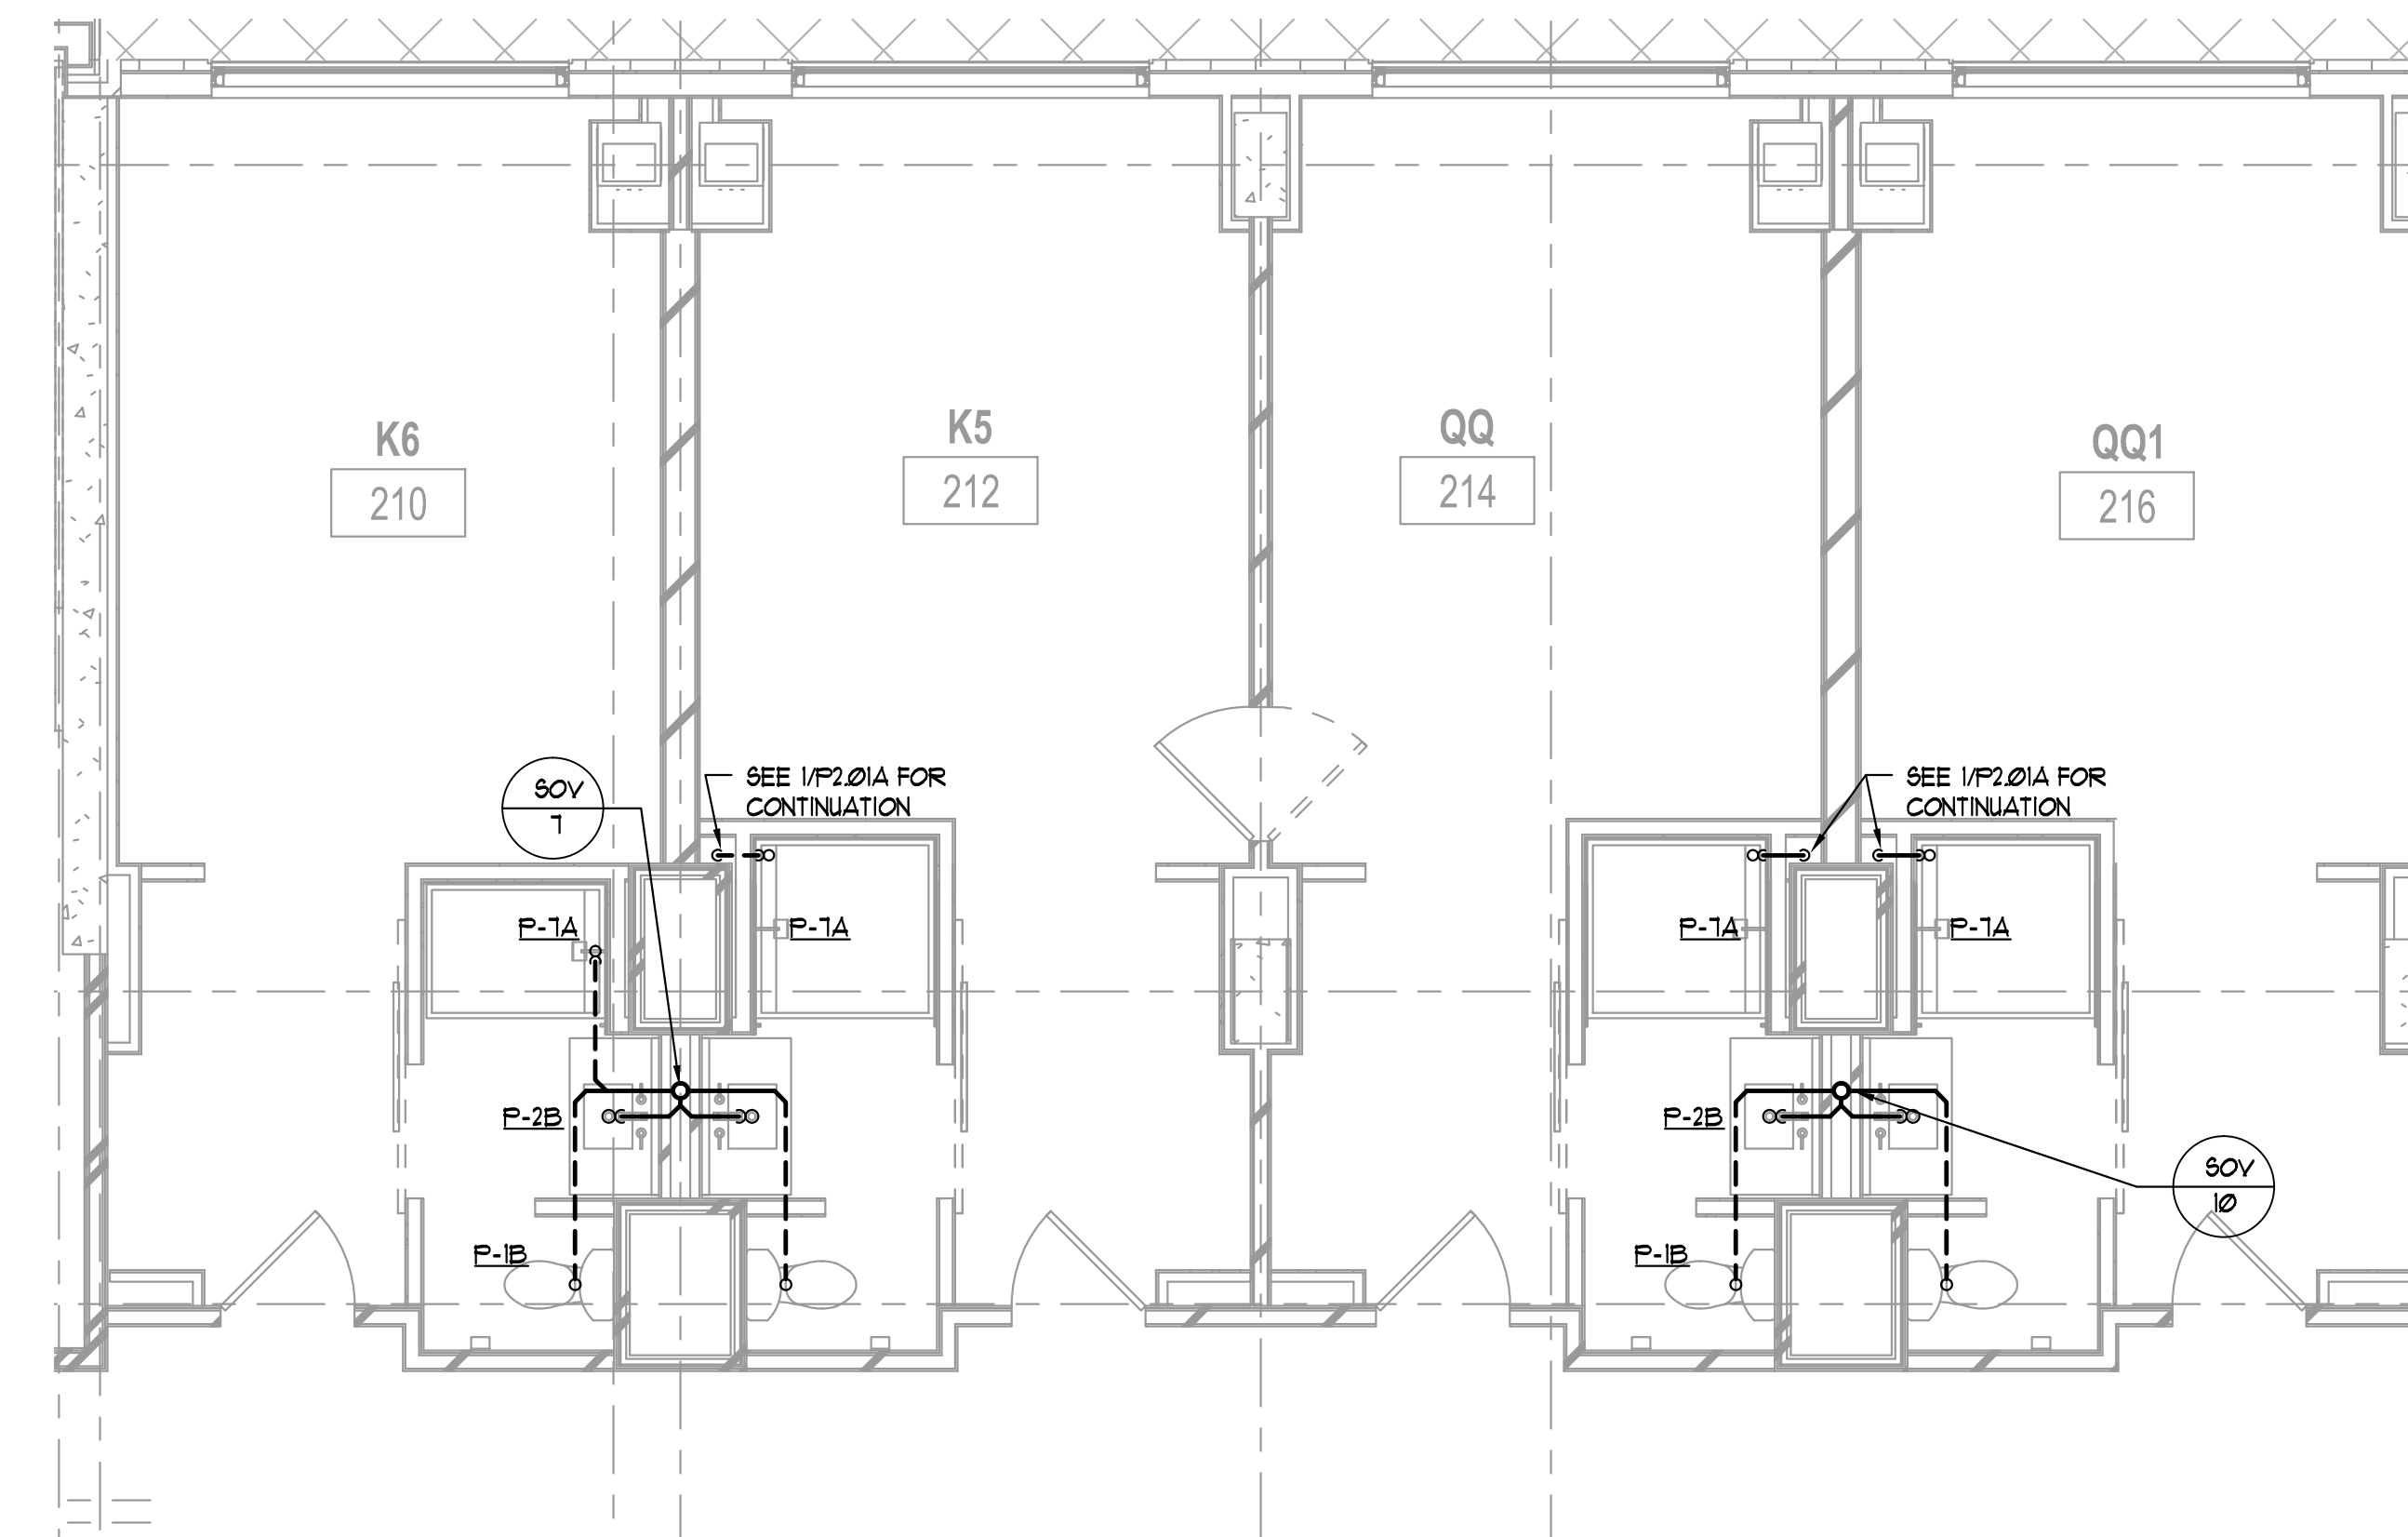 K6
210
K5
212
QQ
214
QQ1
216
SOV
7
SEE 1/P2.01A FOR
CONTINUATION
SEE 1/P2.01A FOR
CONTINUATION
P-7A
P-7A
P-7A
P-7A
P-2B
P-2B
SOV
10
P-1B
P-1B